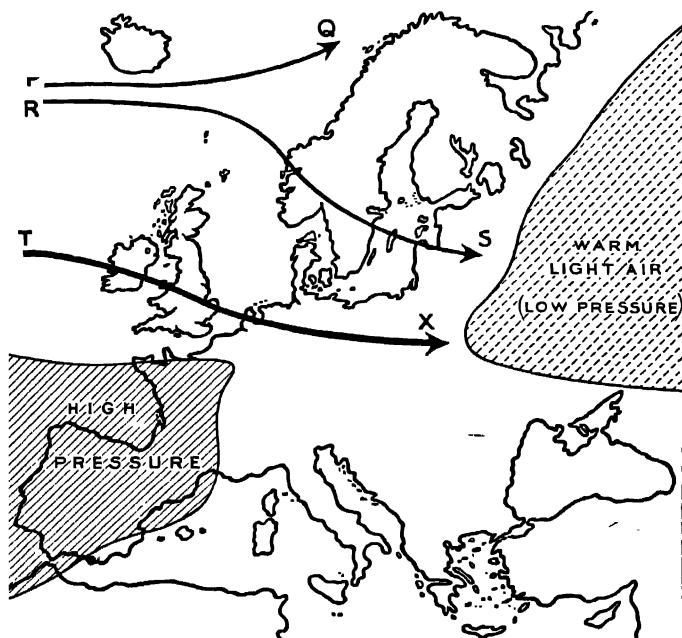 Q
R
T
S
WARM
LIGHT AIR
(LOW PRESSURE)
X
HIGH
PRESSURE